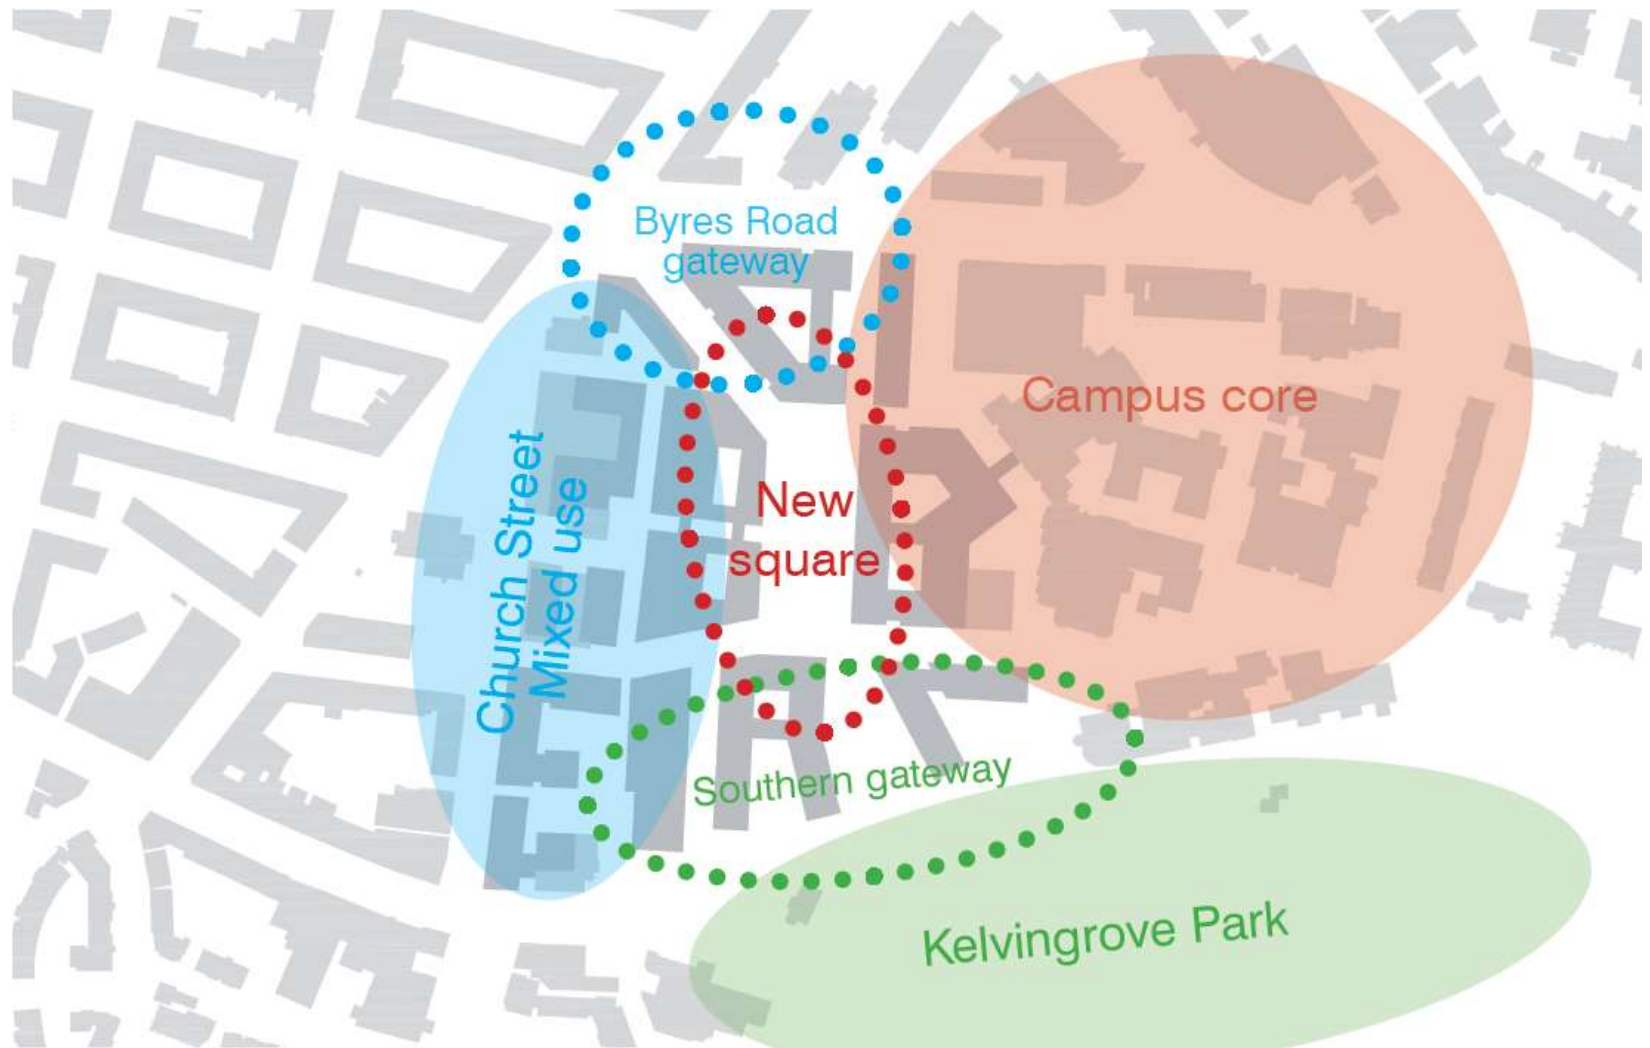 Byres Road
gateway
Campus core
Church Street
Mixed use
New
square
Southern gateway
Kelvingrove Park